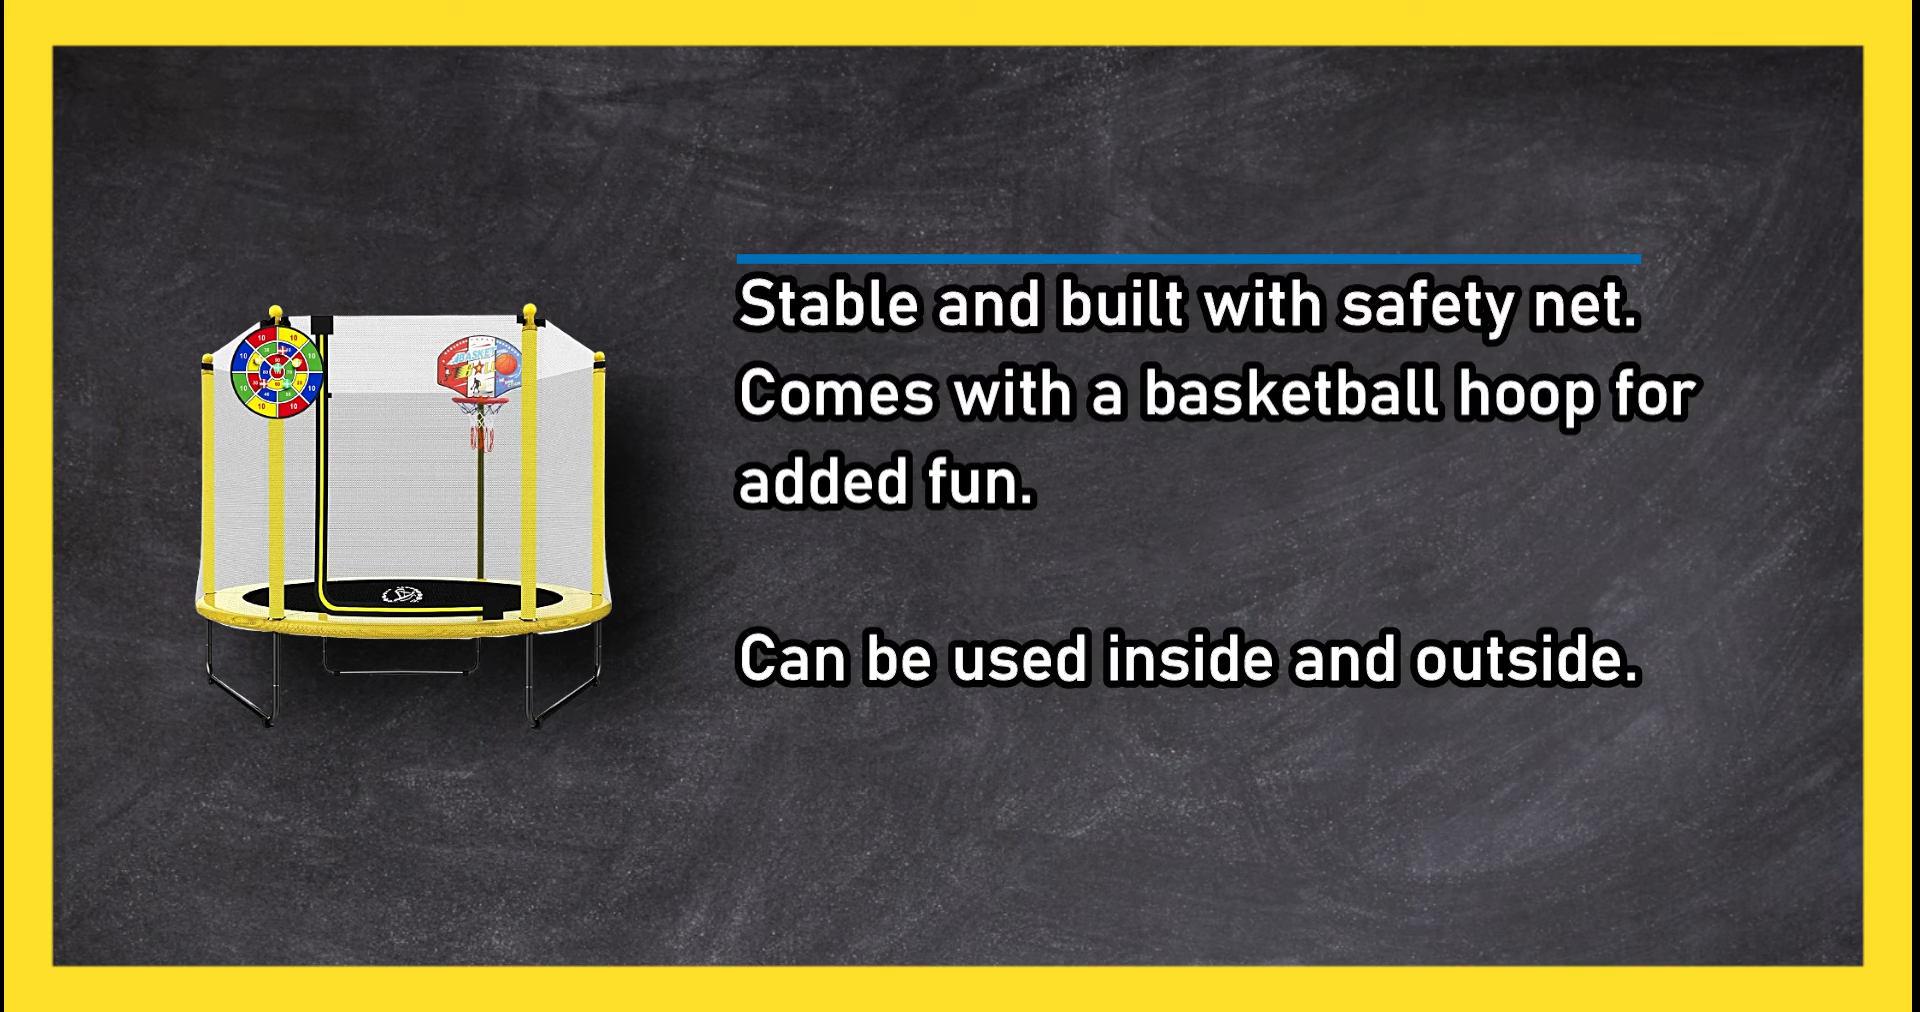 Stable and built with safety net.
Comes with a basketball hoop for
added fun.
Can be used inside and outside.